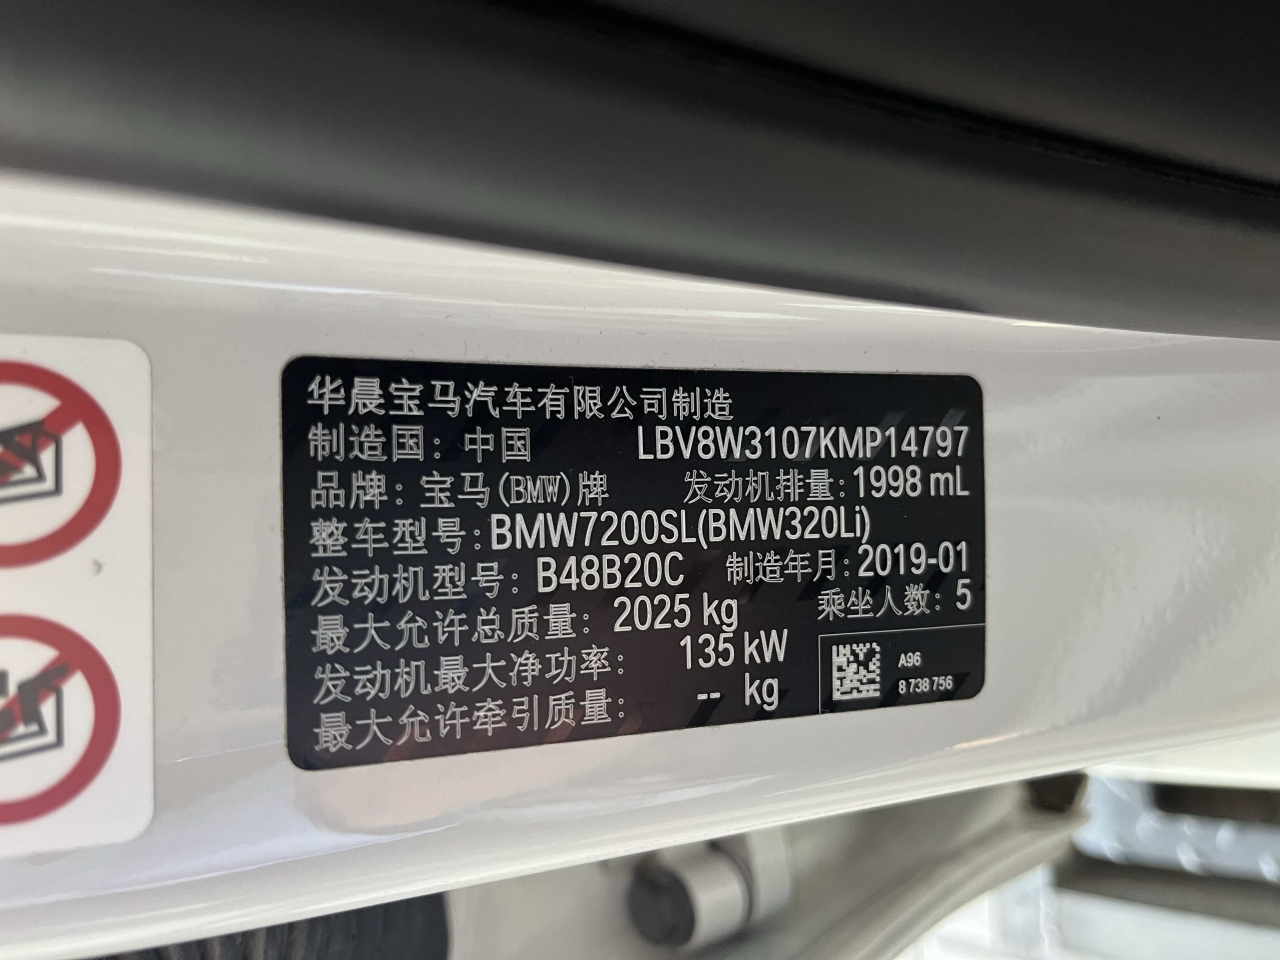 华晨宝马汽车有限公司制造
制造国：中国 LBV8W3107KMP14797
品牌：宝马(BMW)牌 发动机排量：1998 mL
整车型号：BMW7200SL(BMW320Li)
发动机型号：B48B20C 制造年月：2019-01
最大允许总质量：2025 kg 乘坐人数：5
发动机最大净功率：135 kW
最大允许牵引质量：-- kg
A96
8 738 756